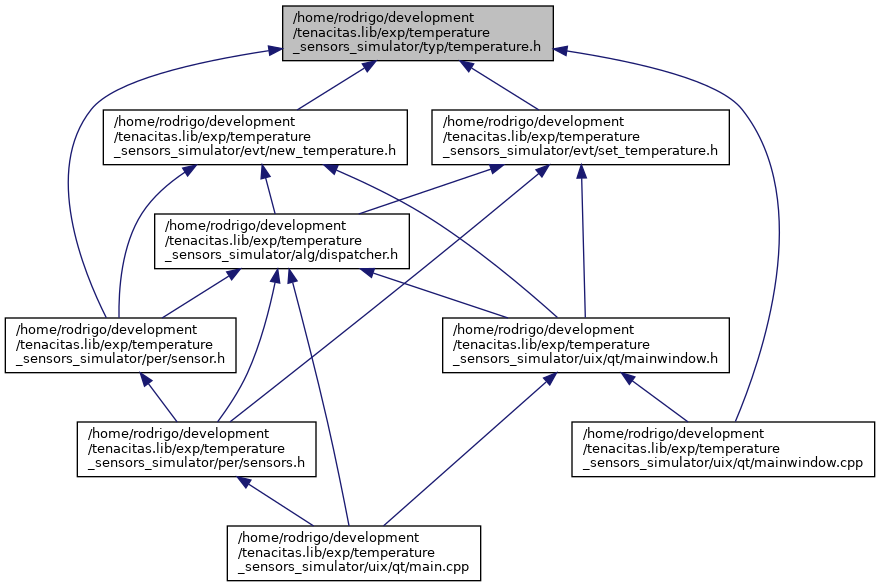 /home/rodrigo/development
/tenacitas.lib/exp/temperature
_sensors_simulator/typ/temperature.h
/home/rodrigo/development
/tenacitas.lib/exp/temperature
_sensors_simulator/evt/new_temperature.h
/home/rodrigo/development
/tenacitas.lib/exp/temperature
_sensors_simulator/evt/set_temperature.h
/home/rodrigo/development
/tenacitas.lib/exp/temperature
_sensors_simulator/alg/dispatcher.h
/home/rodrigo/development
/tenacitas.lib/exp/temperature
_sensors_simulator/per/sensor.h
/home/rodrigo/development
/tenacitas.lib/exp/temperature
_sensors_simulator/uix/qt/mainwindow.h
/home/rodrigo/development
/tenacitas.lib/exp/temperature
_sensors_simulator/per/sensors.h
/home/rodrigo/development
/tenacitas.lib/exp/temperature
_sensors_simulator/uix/qt/mainwindow.cpp
/home/rodrigo/development
/tenacitas.lib/exp/temperature
_sensors_simulator/uix/qt/main.cpp